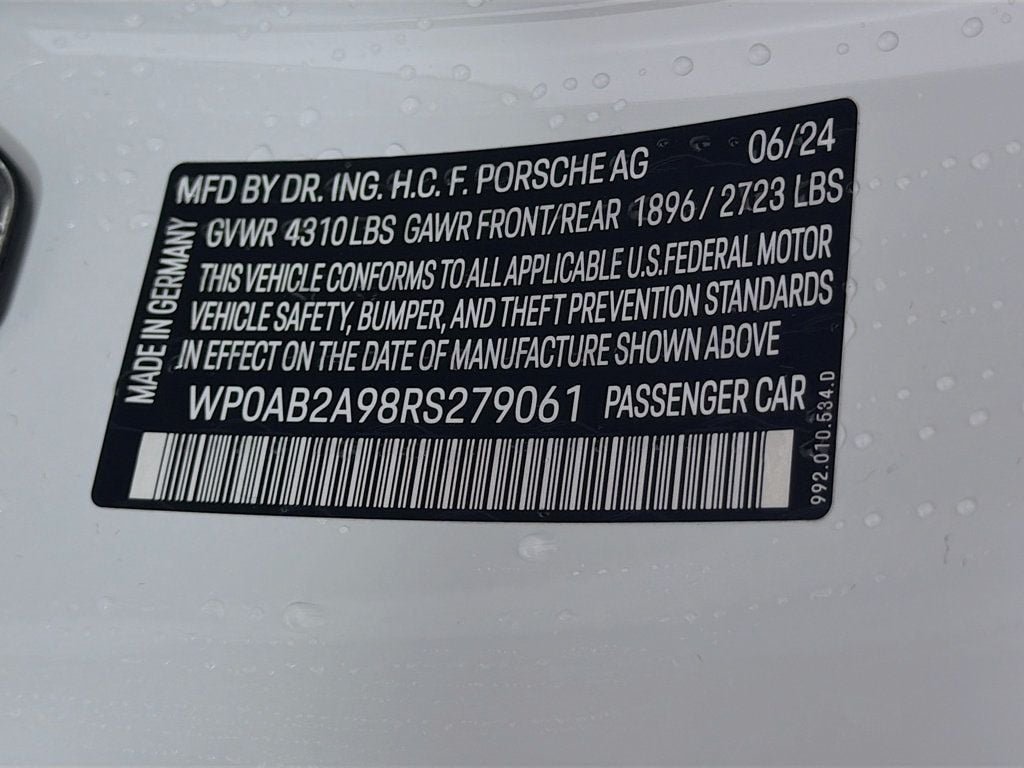 MFD BY DR. ING. H.C. F. PORSCHE AG 06/24
GVWR 4310 LBS GAWR FRONT/REAR 1896 / 2723 LBS
THIS VEHICLE CONFORMS TO ALL APPLICABLE U.S.FEDERAL MOTOR
VEHICLE SAFETY, BUMPER, AND THEFT PREVENTION STANDARDS
IN EFFECT ON THE DATE OF MANUFACTURE SHOWN ABOVE
WP0AB2A98RS279061 PASSENGER CAR
MADE IN GERMANY
992.010.534.D